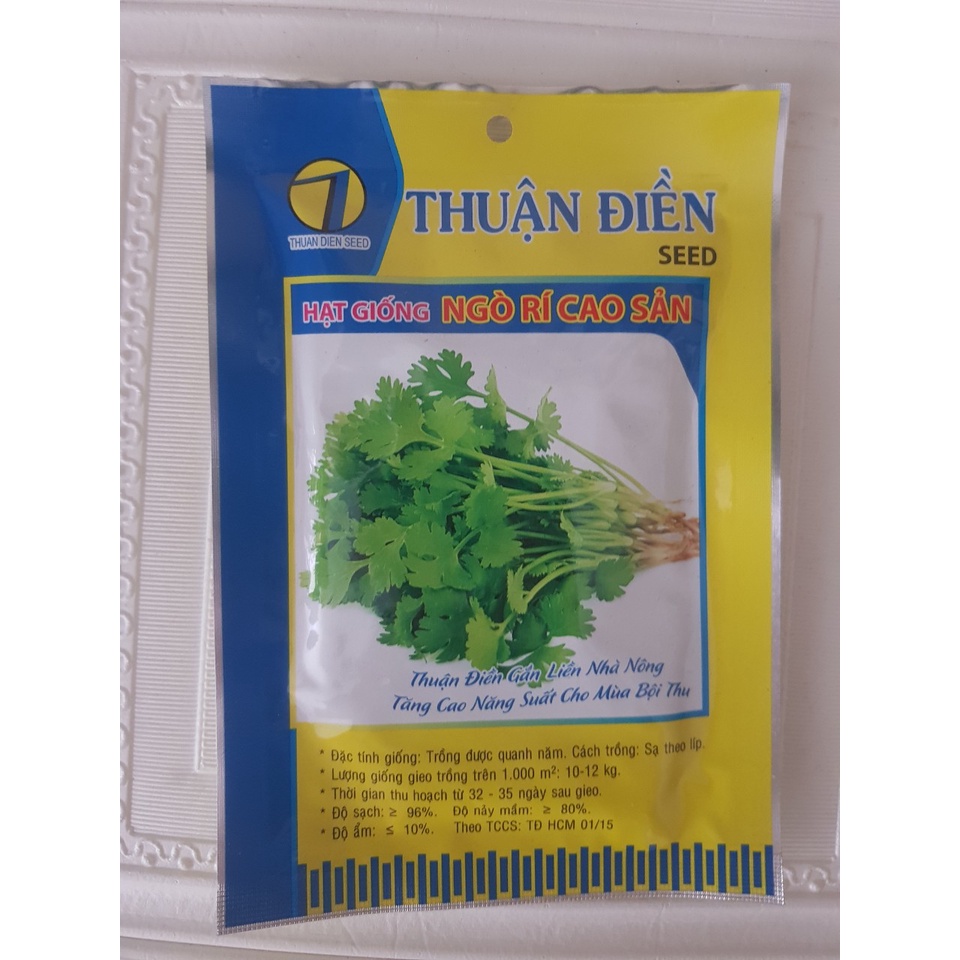 THUAN DIEN SEED
THUẬN ĐIỀN
SEED
HẠT GIỐNG NGÒ RÍ CAO SẢN
Thuận Điền Gắn Liền Nhà Nông
Tăng Cao Năng Suất Cho Mùa Bội Thu
* Đặc tính giống: Trồng được quanh năm. Cách trồng: Sạ theo líp.
* Lượng giống gieo trồng trên 1.000 m²: 10-12 kg.
* Thời gian thu hoạch từ 32 - 35 ngày sau gieo.
* Độ sạch: ≥ 96%. Độ nảy mầm: ≥ 80%.
* Độ ẩm: ≤ 10%. Theo TCCS: TĐ HCM 01/15